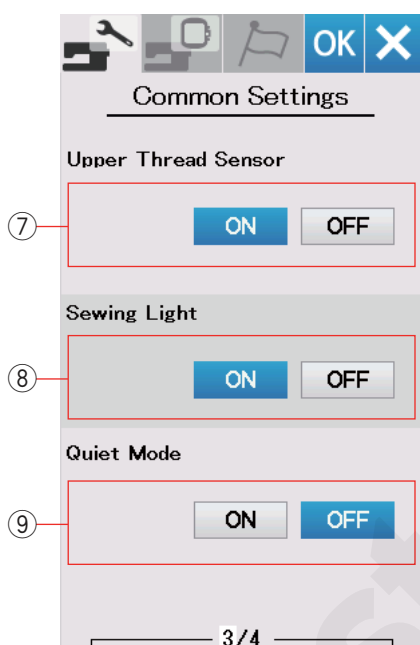 OK
Common Settings
Upper Thread Sensor
⑦ ON OFF
Sewing Light
⑧ ON OFF
Quiet Mode
⑨ ON OFF
3/4